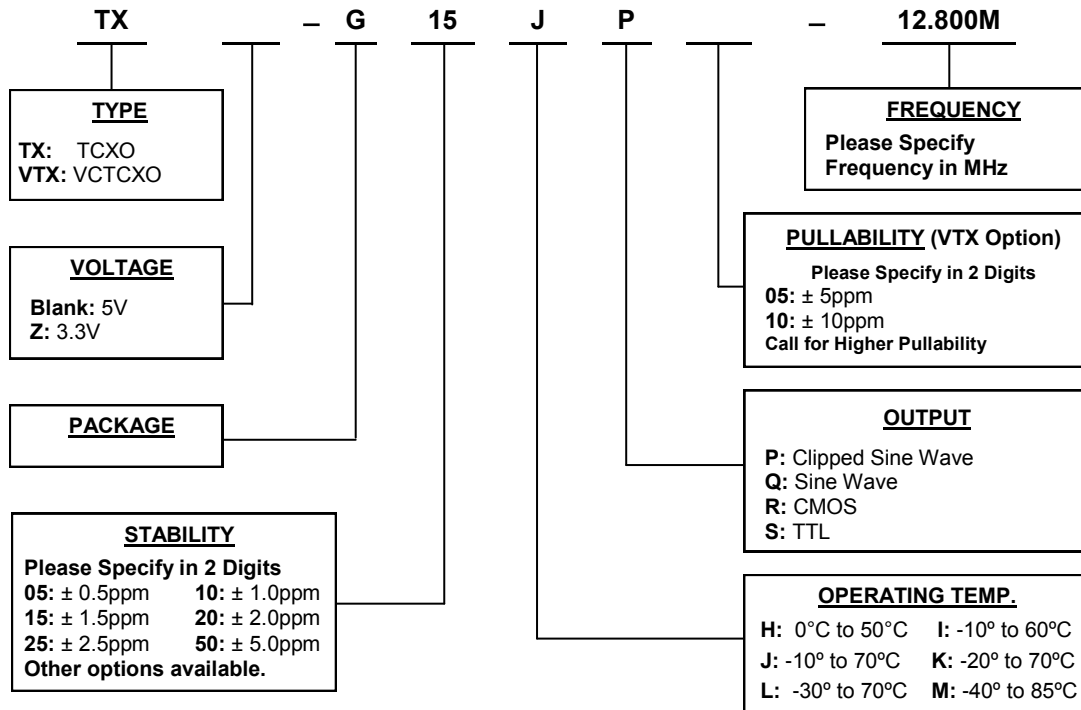 TX – G 15 J P – 12.800M
TYPE
TX: TCXO
VTX: VCTCXO
VOLTAGE
Blank: 5V
Z: 3.3V
PACKAGE
STABILITY
Please Specify in 2 Digits
05: ± 0.5ppm 10: ± 1.0ppm
15: ± 1.5ppm 20: ± 2.0ppm
25: ± 2.5ppm 50: ± 5.0ppm
Other options available.
FREQUENCY
Please Specify
Frequency in MHz
PULLABILITY (VTX Option)
Please Specify in 2 Digits
05: ± 5ppm
10: ± 10ppm
Call for Higher Pullability
OUTPUT
P: Clipped Sine Wave
Q: Sine Wave
R: CMOS
S: TTL
OPERATING TEMP.
H: 0°C to 50°C I: -10º to 60ºC
J: -10º to 70ºC K: -20º to 70ºC
L: -30º to 70ºC M: -40º to 85ºC